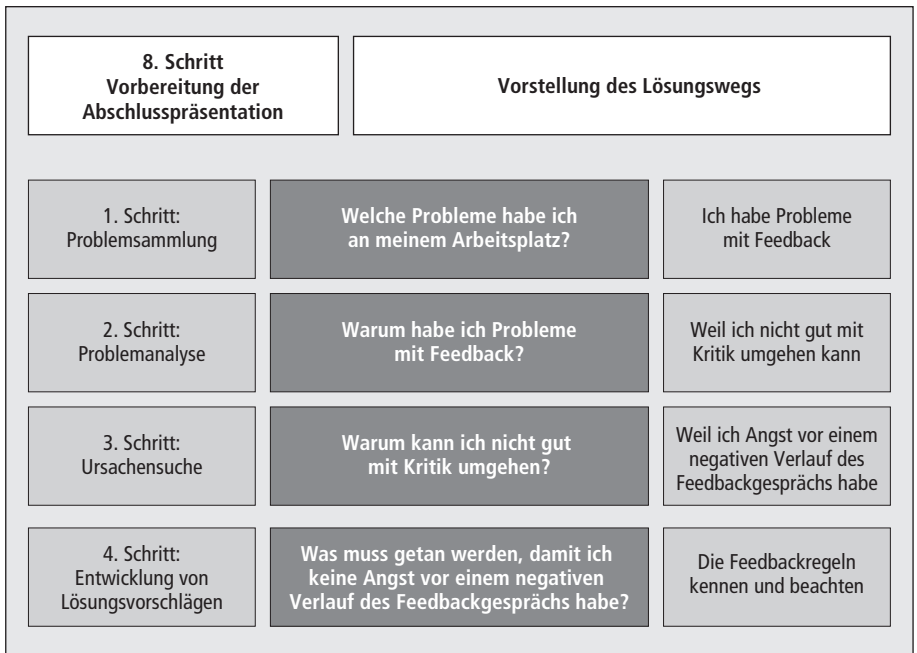 8. Schritt
Vorbereitung der
Abschlusspräsentation
Vorstellung des Lösungswegs
1. Schritt:
Problemsammlung
Welche Probleme habe ich
an meinem Arbeitsplatz?
Ich habe Probleme
mit Feedback
2. Schritt:
Problemanalyse
Warum habe ich Probleme
mit Feedback?
Weil ich nicht gut mit
Kritik umgehen kann
3. Schritt:
Ursachensuche
Warum kann ich nicht gut
mit Kritik umgehen?
Weil ich Angst vor einem
negativen Verlauf des
Feedbackgesprächs habe
4. Schritt:
Entwicklung von
Lösungsvorschlägen
Was muss getan werden, damit ich
keine Angst vor einem negativen
Verlauf des Feedbackgesprächs habe?
Die Feedbackregeln
kennen und beachten